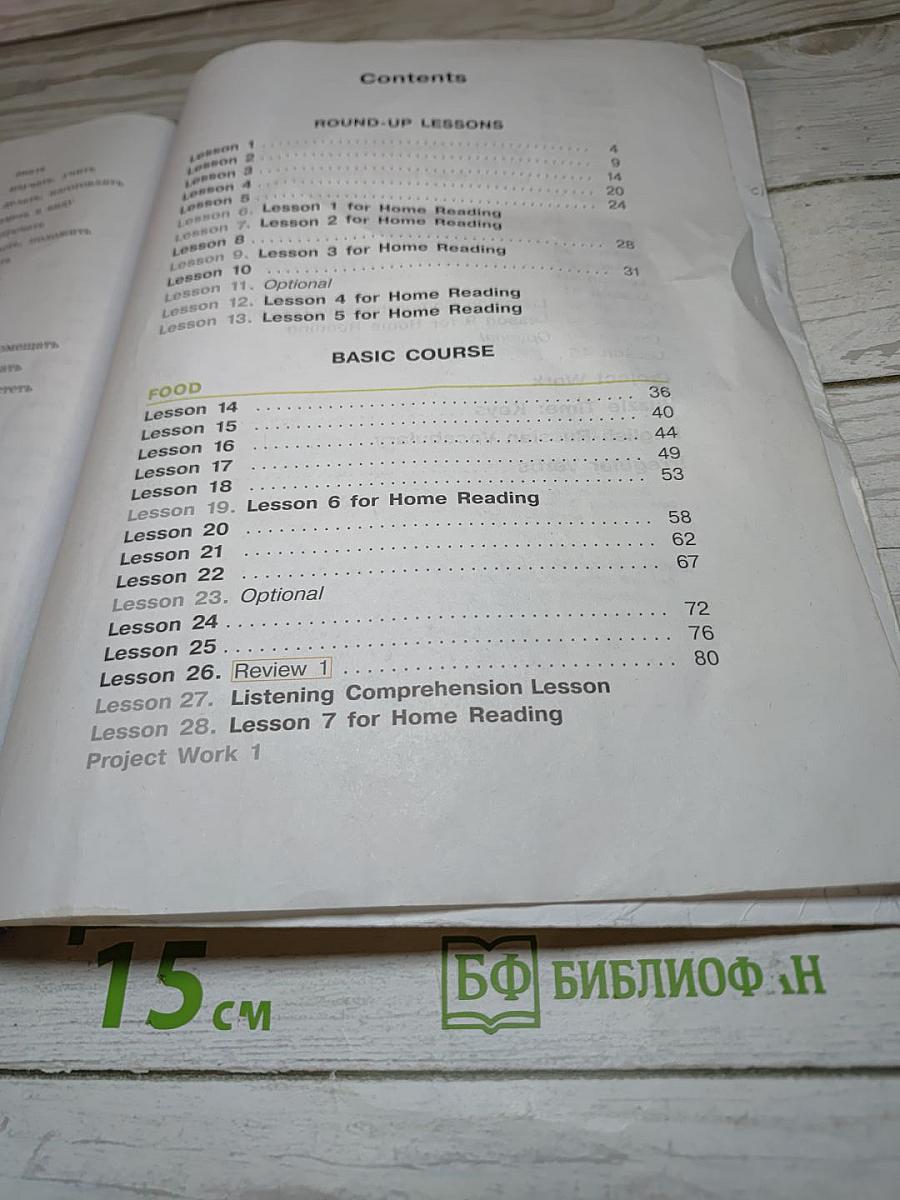 Contents
ROUND-UP LESSONS
Lesson 1 ........ 4
Lesson 2 ........ 9
Lesson 3 ........ 14
Lesson 4 ........ 20
Lesson 5 ........ 24
Lesson 6. Lesson 1 for Home Reading
Lesson 7. Lesson 2 for Home Reading
Lesson 8 ........ 28
Lesson 9. Lesson 3 for Home Reading
Lesson 10 ........ 31
Lesson 11. Optional
Lesson 12. Lesson 4 for Home Reading
Lesson 13. Lesson 5 for Home Reading
BASIC COURSE
FOOD
Lesson 14 ........ 36
Lesson 15 ........ 40
Lesson 16 ........ 44
Lesson 17 ........ 49
Lesson 18 ........ 53
Lesson 19. Lesson 6 for Home Reading
Lesson 20 ........ 58
Lesson 21 ........ 62
Lesson 22 ........ 67
Lesson 23. Optional
Lesson 24 ........ 72
Lesson 25 ........ 76
Lesson 26. Review 1 ........ 80
Lesson 27. Listening Comprehension Lesson
Lesson 28. Lesson 7 for Home Reading
Project Work 1
15 см
БФ БИБЛИОФ